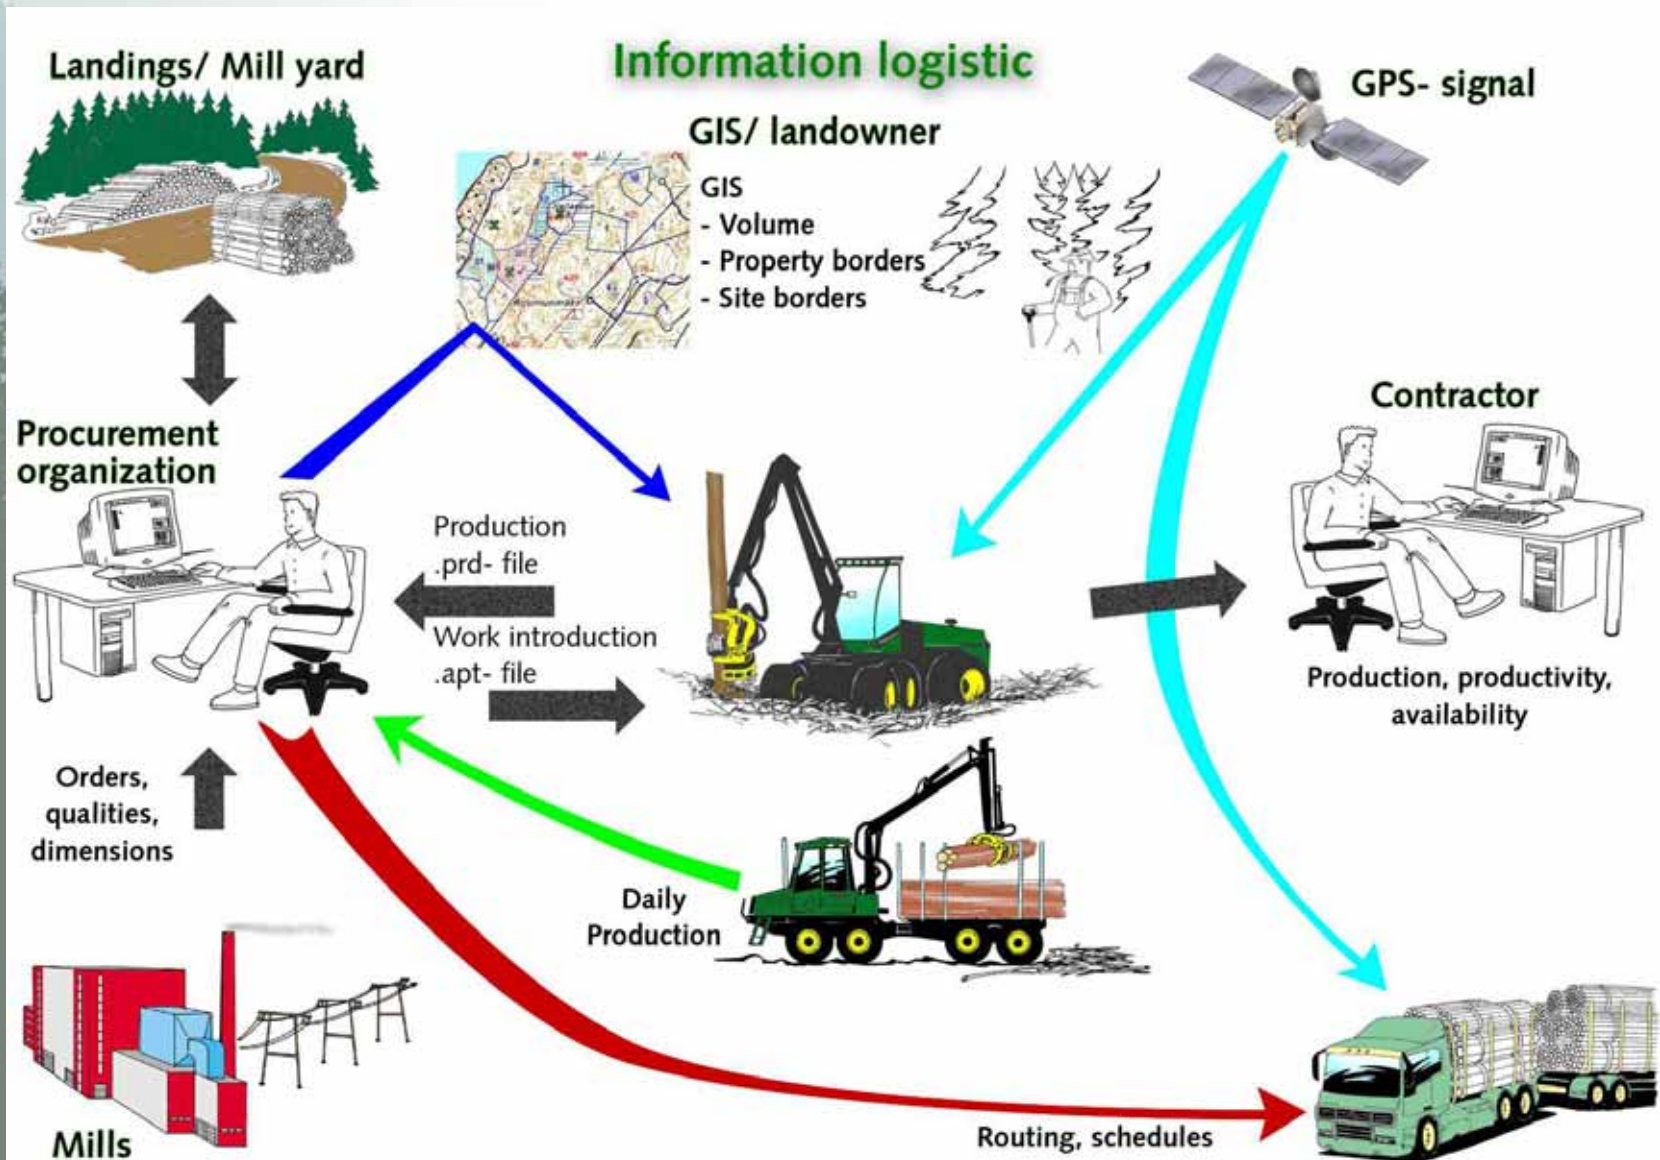 Information logistic
Landings/ Mill yard
GPS- signal
GIS/ landowner
GIS
- Volume
- Property borders
- Site borders
Contractor
Procurement
organization
Production
.prd- file
Work introduction
.apt- file
Production, productivity,
availability
Orders,
qualities,
dimensions
Daily
Production
Routing, schedules
Mills